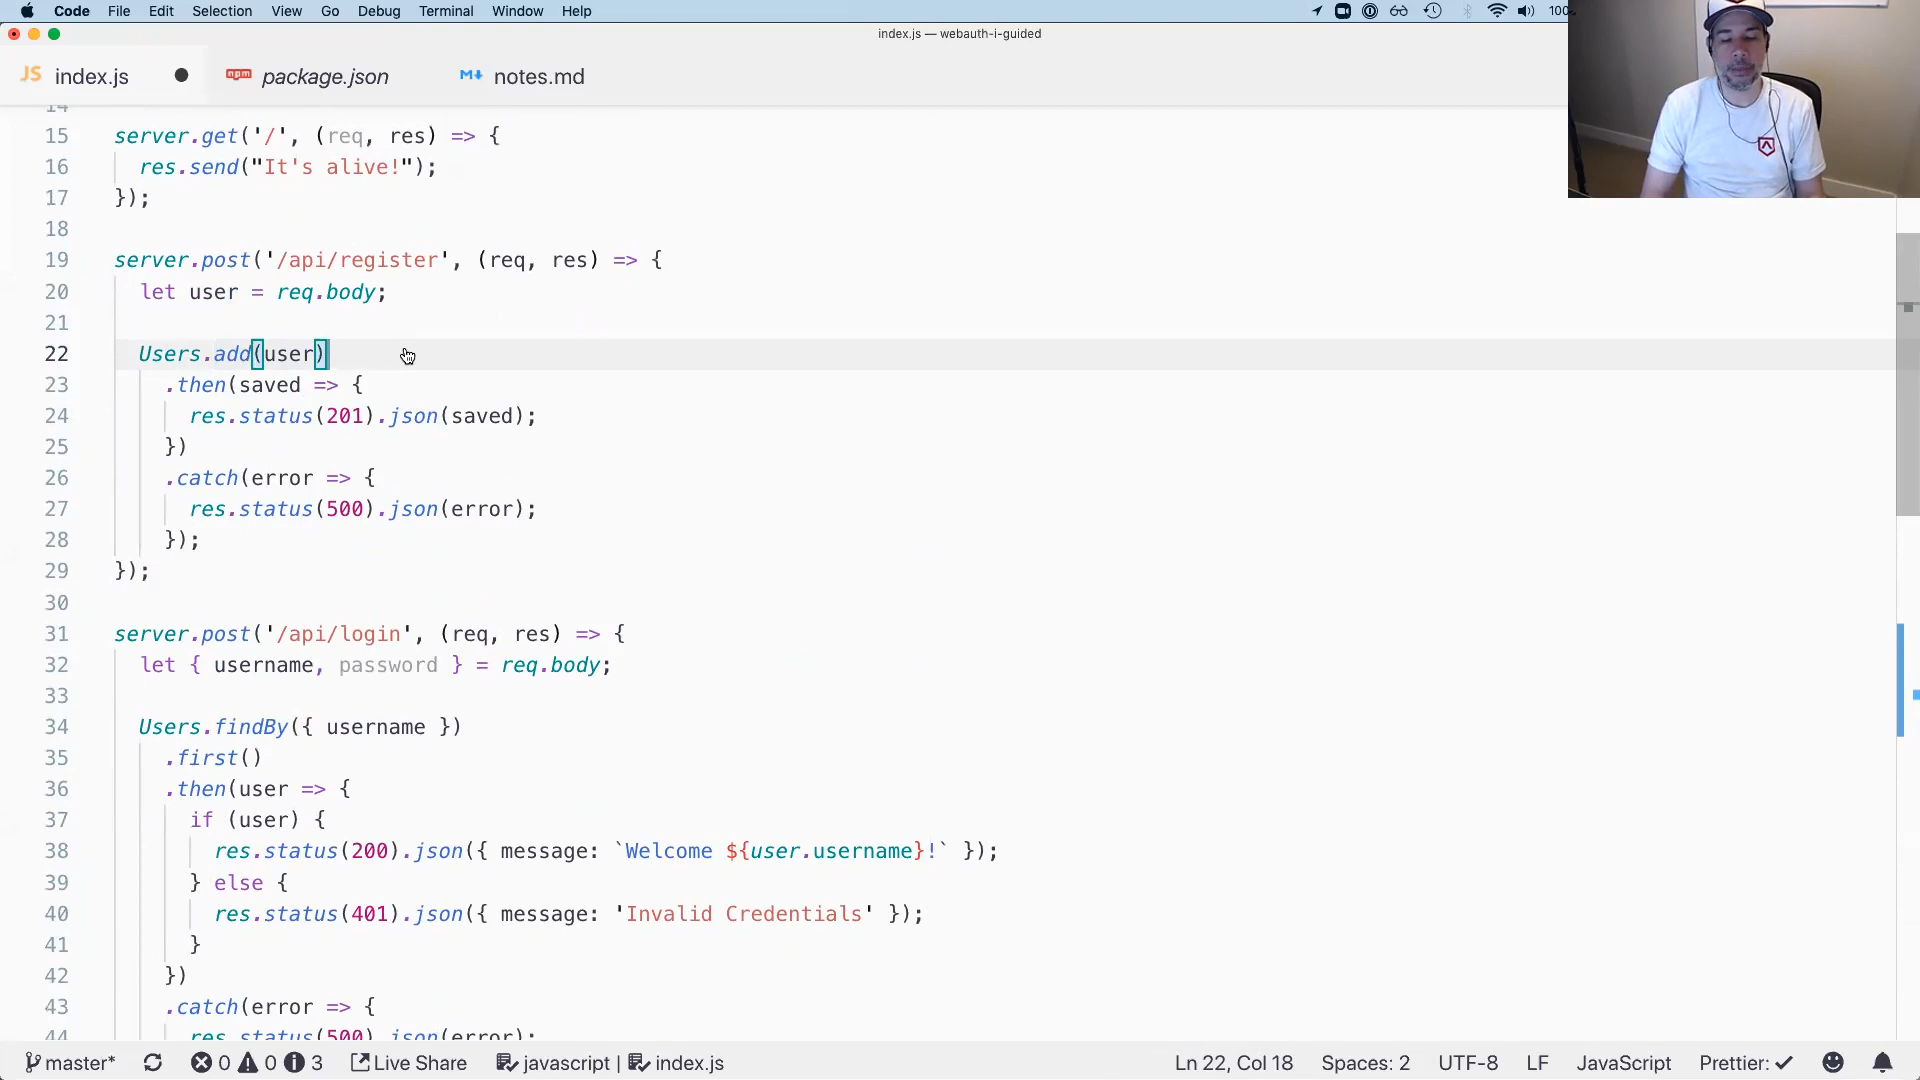 Code File Edit Selection View Go Debug Terminal Window Help
index.js — webauth-i-guided
JS index.js npm package.json M↓ notes.md
14
15 server.get('/', (req, res) => {
16 res.send("It's alive!");
17 });
18
19 server.post('/api/register', (req, res) => {
20 let user = req.body;
21
22 Users.add(user)
23 .then(saved => {
24 res.status(201).json(saved);
25 })
26 .catch(error => {
27 res.status(500).json(error);
28 });
29 });
30
31 server.post('/api/login', (req, res) => {
32 let { username, password } = req.body;
33
34 Users.findBy({ username })
35 .first()
36 .then(user => {
37 if (user) {
38 res.status(200).json({ message: `Welcome ${user.username}!` });
39 } else {
40 res.status(401).json({ message: 'Invalid Credentials' });
41 }
42 })
43 .catch(error => {
44 res.status(500).json(error);
master* 0 0 3 Live Share javascript | index.js Ln 22, Col 18 Spaces: 2 UTF-8 LF JavaScript Prettier: ✓